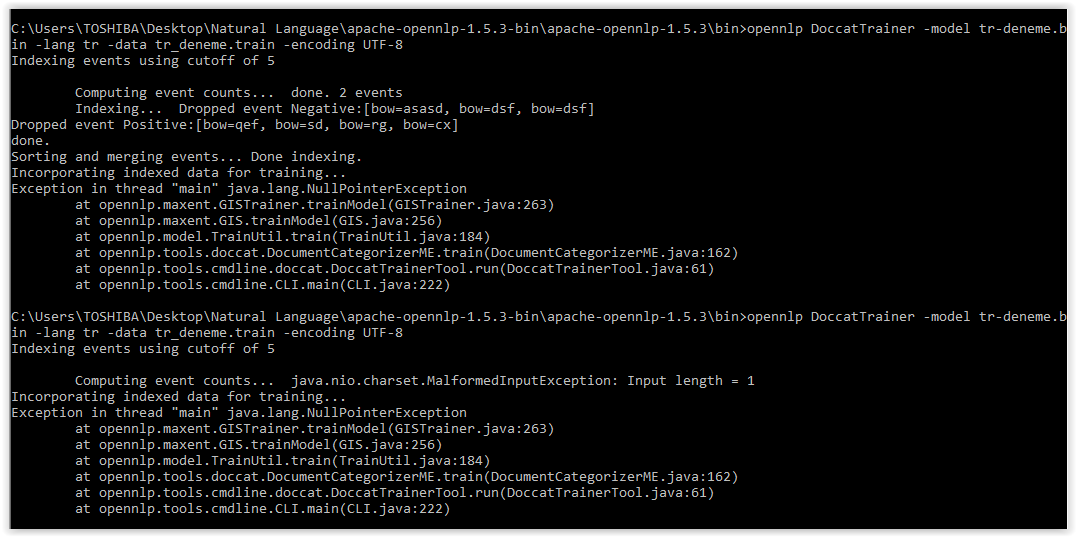 C:\Users\TOSHIBA\Desktop\Natural Language\apache-opennlp-1.5.3-bin\apache-opennlp-1.5.3\bin>opennlp DoccatTrainer -model tr-deneme.b
in -lang tr -data tr_deneme.train -encoding UTF-8
Indexing events using cutoff of 5
Computing event counts...  done. 2 events
Indexing...  Dropped event Negative:[bow=asasd, bow=dsf, bow=dsf]
Dropped event Positive:[bow=qef, bow=sd, bow=rg, bow=cx]
done.
Sorting and merging events... Done indexing.
Incorporating indexed data for training...
Exception in thread "main" java.lang.NullPointerException
at opennlp.maxent.GISTrainer.trainModel(GISTrainer.java:263)
at opennlp.maxent.GIS.trainModel(GIS.java:256)
at opennlp.model.TrainUtil.train(TrainUtil.java:184)
at opennlp.tools.doccat.DocumentCategorizerME.train(DocumentCategorizerME.java:162)
at opennlp.tools.cmdline.doccat.DoccatTrainerTool.run(DoccatTrainerTool.java:61)
at opennlp.tools.cmdline.CLI.main(CLI.java:222)
C:\Users\TOSHIBA\Desktop\Natural Language\apache-opennlp-1.5.3-bin\apache-opennlp-1.5.3\bin>opennlp DoccatTrainer -model tr-deneme.b
in -lang tr -data tr_deneme.train -encoding UTF-8
Indexing events using cutoff of 5
Computing event counts...  java.nio.charset.MalformedInputException: Input length = 1
Incorporating indexed data for training...
Exception in thread "main" java.lang.NullPointerException
at opennlp.maxent.GISTrainer.trainModel(GISTrainer.java:263)
at opennlp.maxent.GIS.trainModel(GIS.java:256)
at opennlp.model.TrainUtil.train(TrainUtil.java:184)
at opennlp.tools.doccat.DocumentCategorizerME.train(DocumentCategorizerME.java:162)
at opennlp.tools.cmdline.doccat.DoccatTrainerTool.run(DoccatTrainerTool.java:61)
at opennlp.tools.cmdline.CLI.main(CLI.java:222)